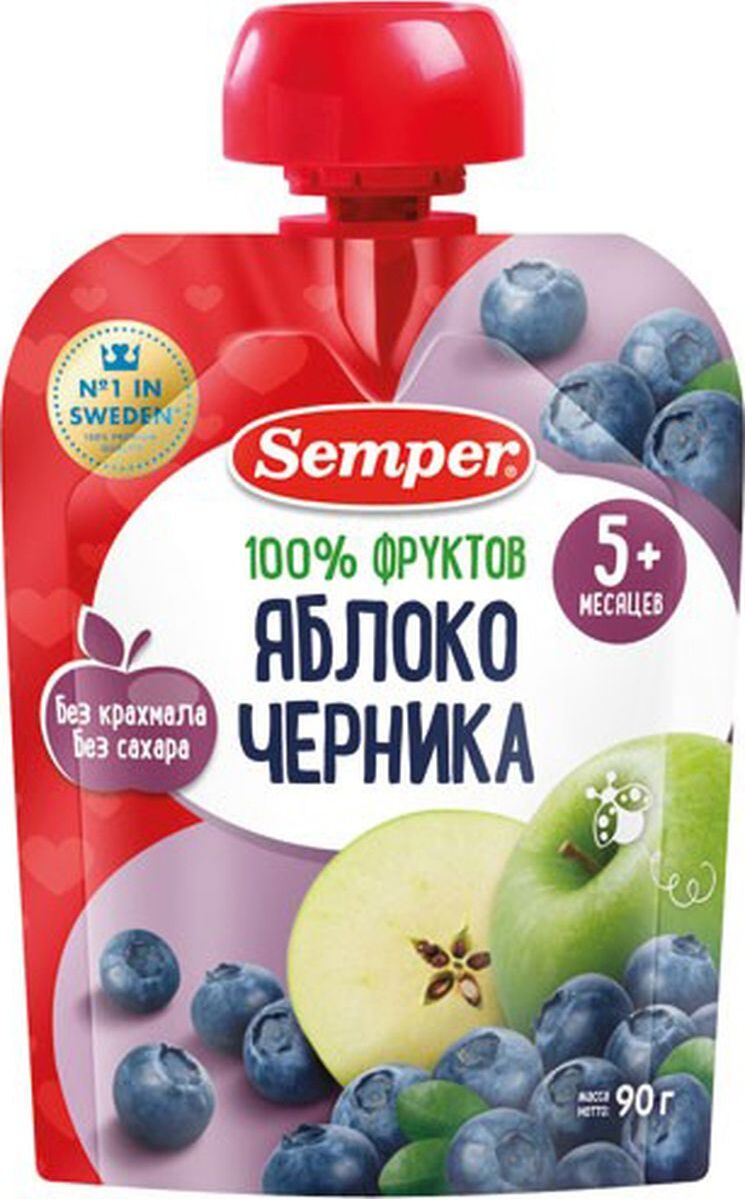 №1 IN
SWEDEN
Semper®
100% ФРУКТОВ
ЯБЛОКО
ЧЕРНИКА
5+
МЕСЯЦЕВ
Без крахмала
Без сахара
масса
нетто: 90 г